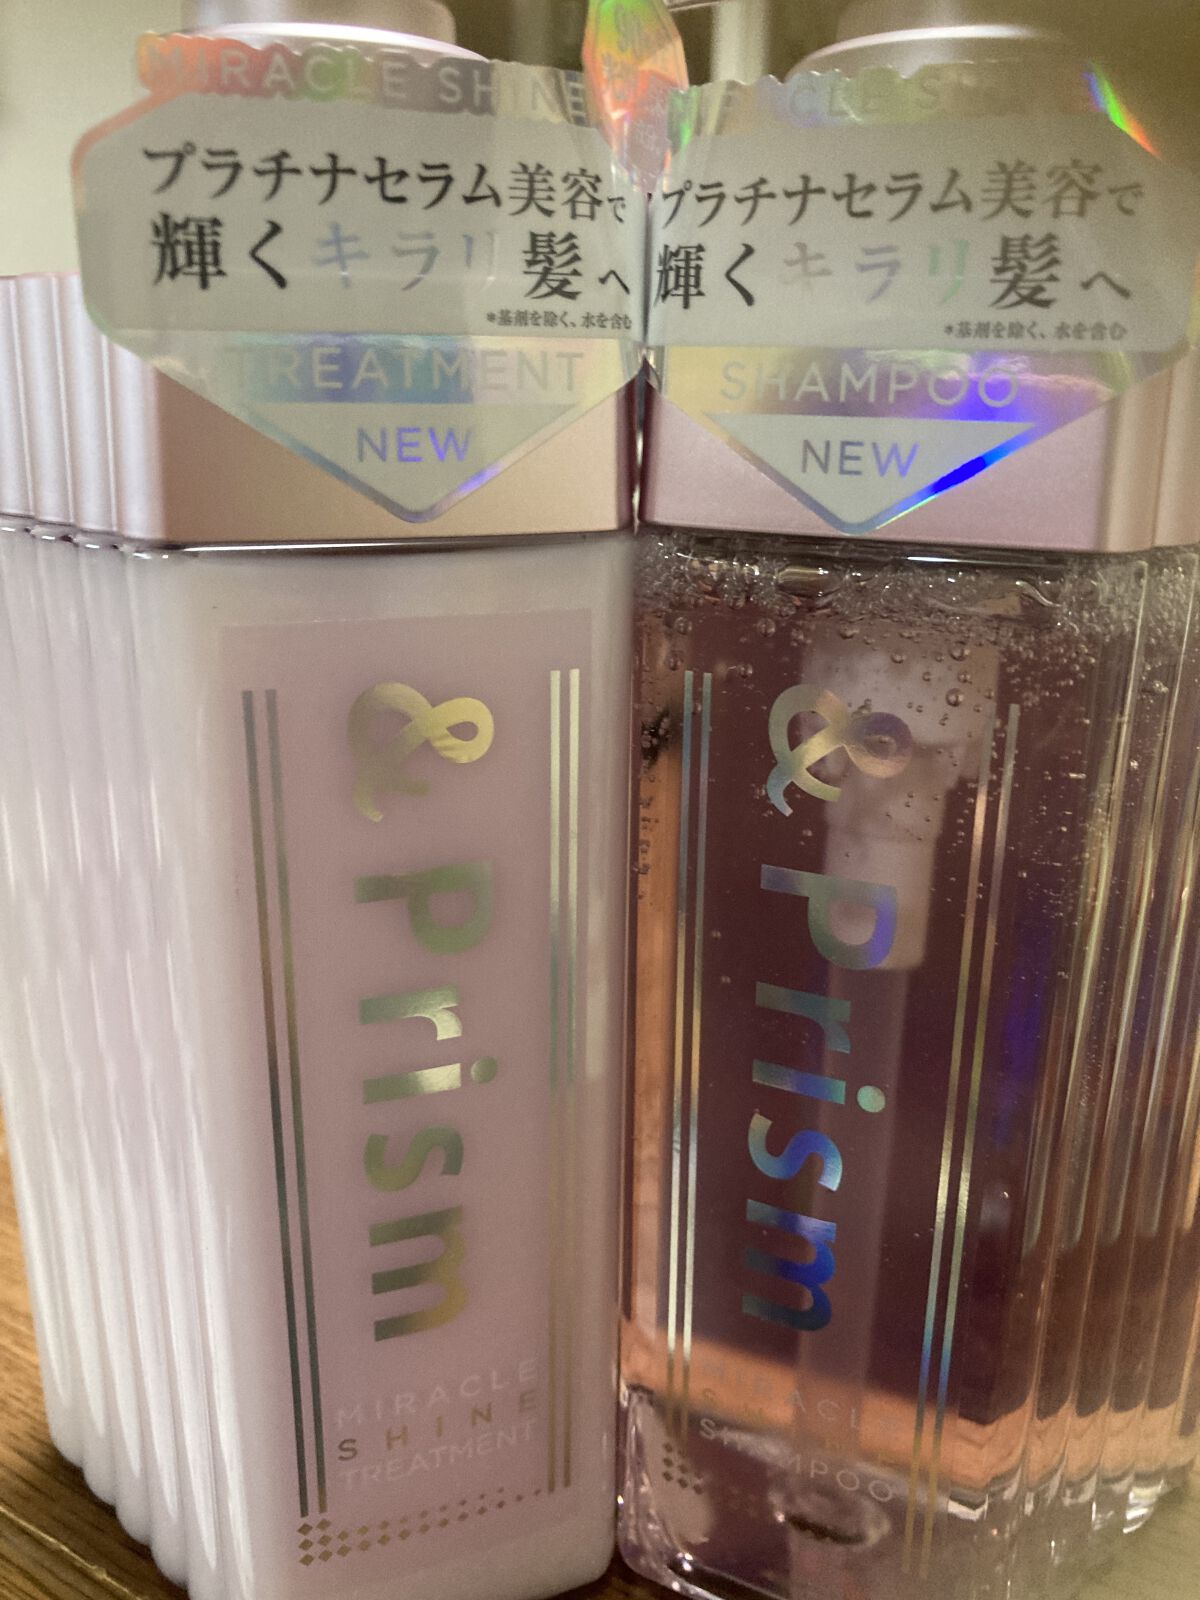 MIRACLE SHINE
プラチナセラム美容で
輝くキラリ髪へ
*基剤を除く、水を含む
TREATMENT
NEW
& Prism
MIRACLE
SHINE
TREATMENT
MIRACLE S
プラチナセラム美容で
輝くキラリ髪へ
*基剤を除く、水を含む
SHAMPOO
NEW
& Prism
MIRACLE
SHINE
SHAMPOO